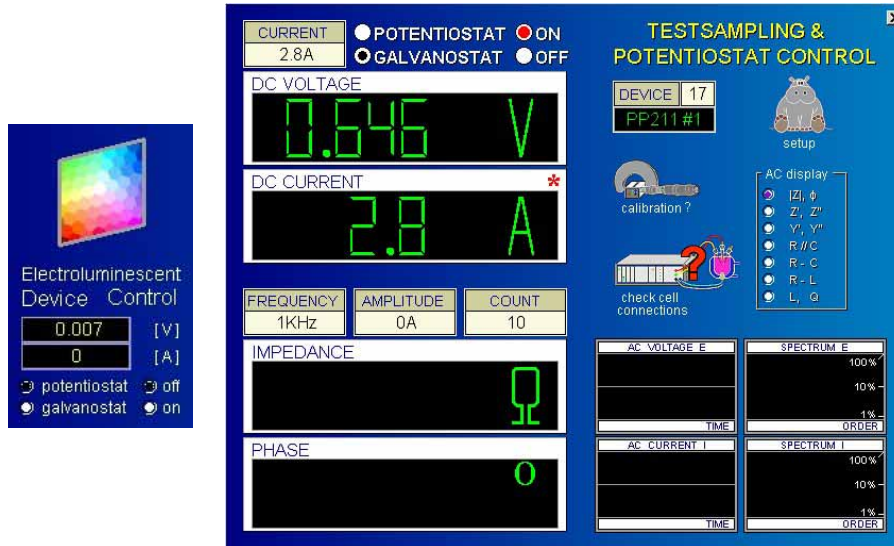 Electroluminescent
Device Control
0.007 [V]
0 [A]
potentiostat off
galvanostat on
CURRENT
2.8A
POTENTIOSTAT ON
GALVANOSTAT OFF
DC VOLTAGE
0.646 V
DC CURRENT *
2.8 A
FREQUENCY AMPLITUDE COUNT
1KHz 0A 10
IMPEDANCE
Ω
PHASE
o
TESTSAMPLING &
POTENTIOSTAT CONTROL
DEVICE 17
PP211 #1
setup
calibration ?
?
check cell
connections
AC display
|Z|, ϕ
Z', Z"
Y', Y"
R // C
R - C
R - L
L, Q
AC VOLTAGE E
TIME
SPECTRUM E
100%
10%
1%
ORDER
AC CURRENT I
TIME
SPECTRUM I
100%
10%
1%
ORDER